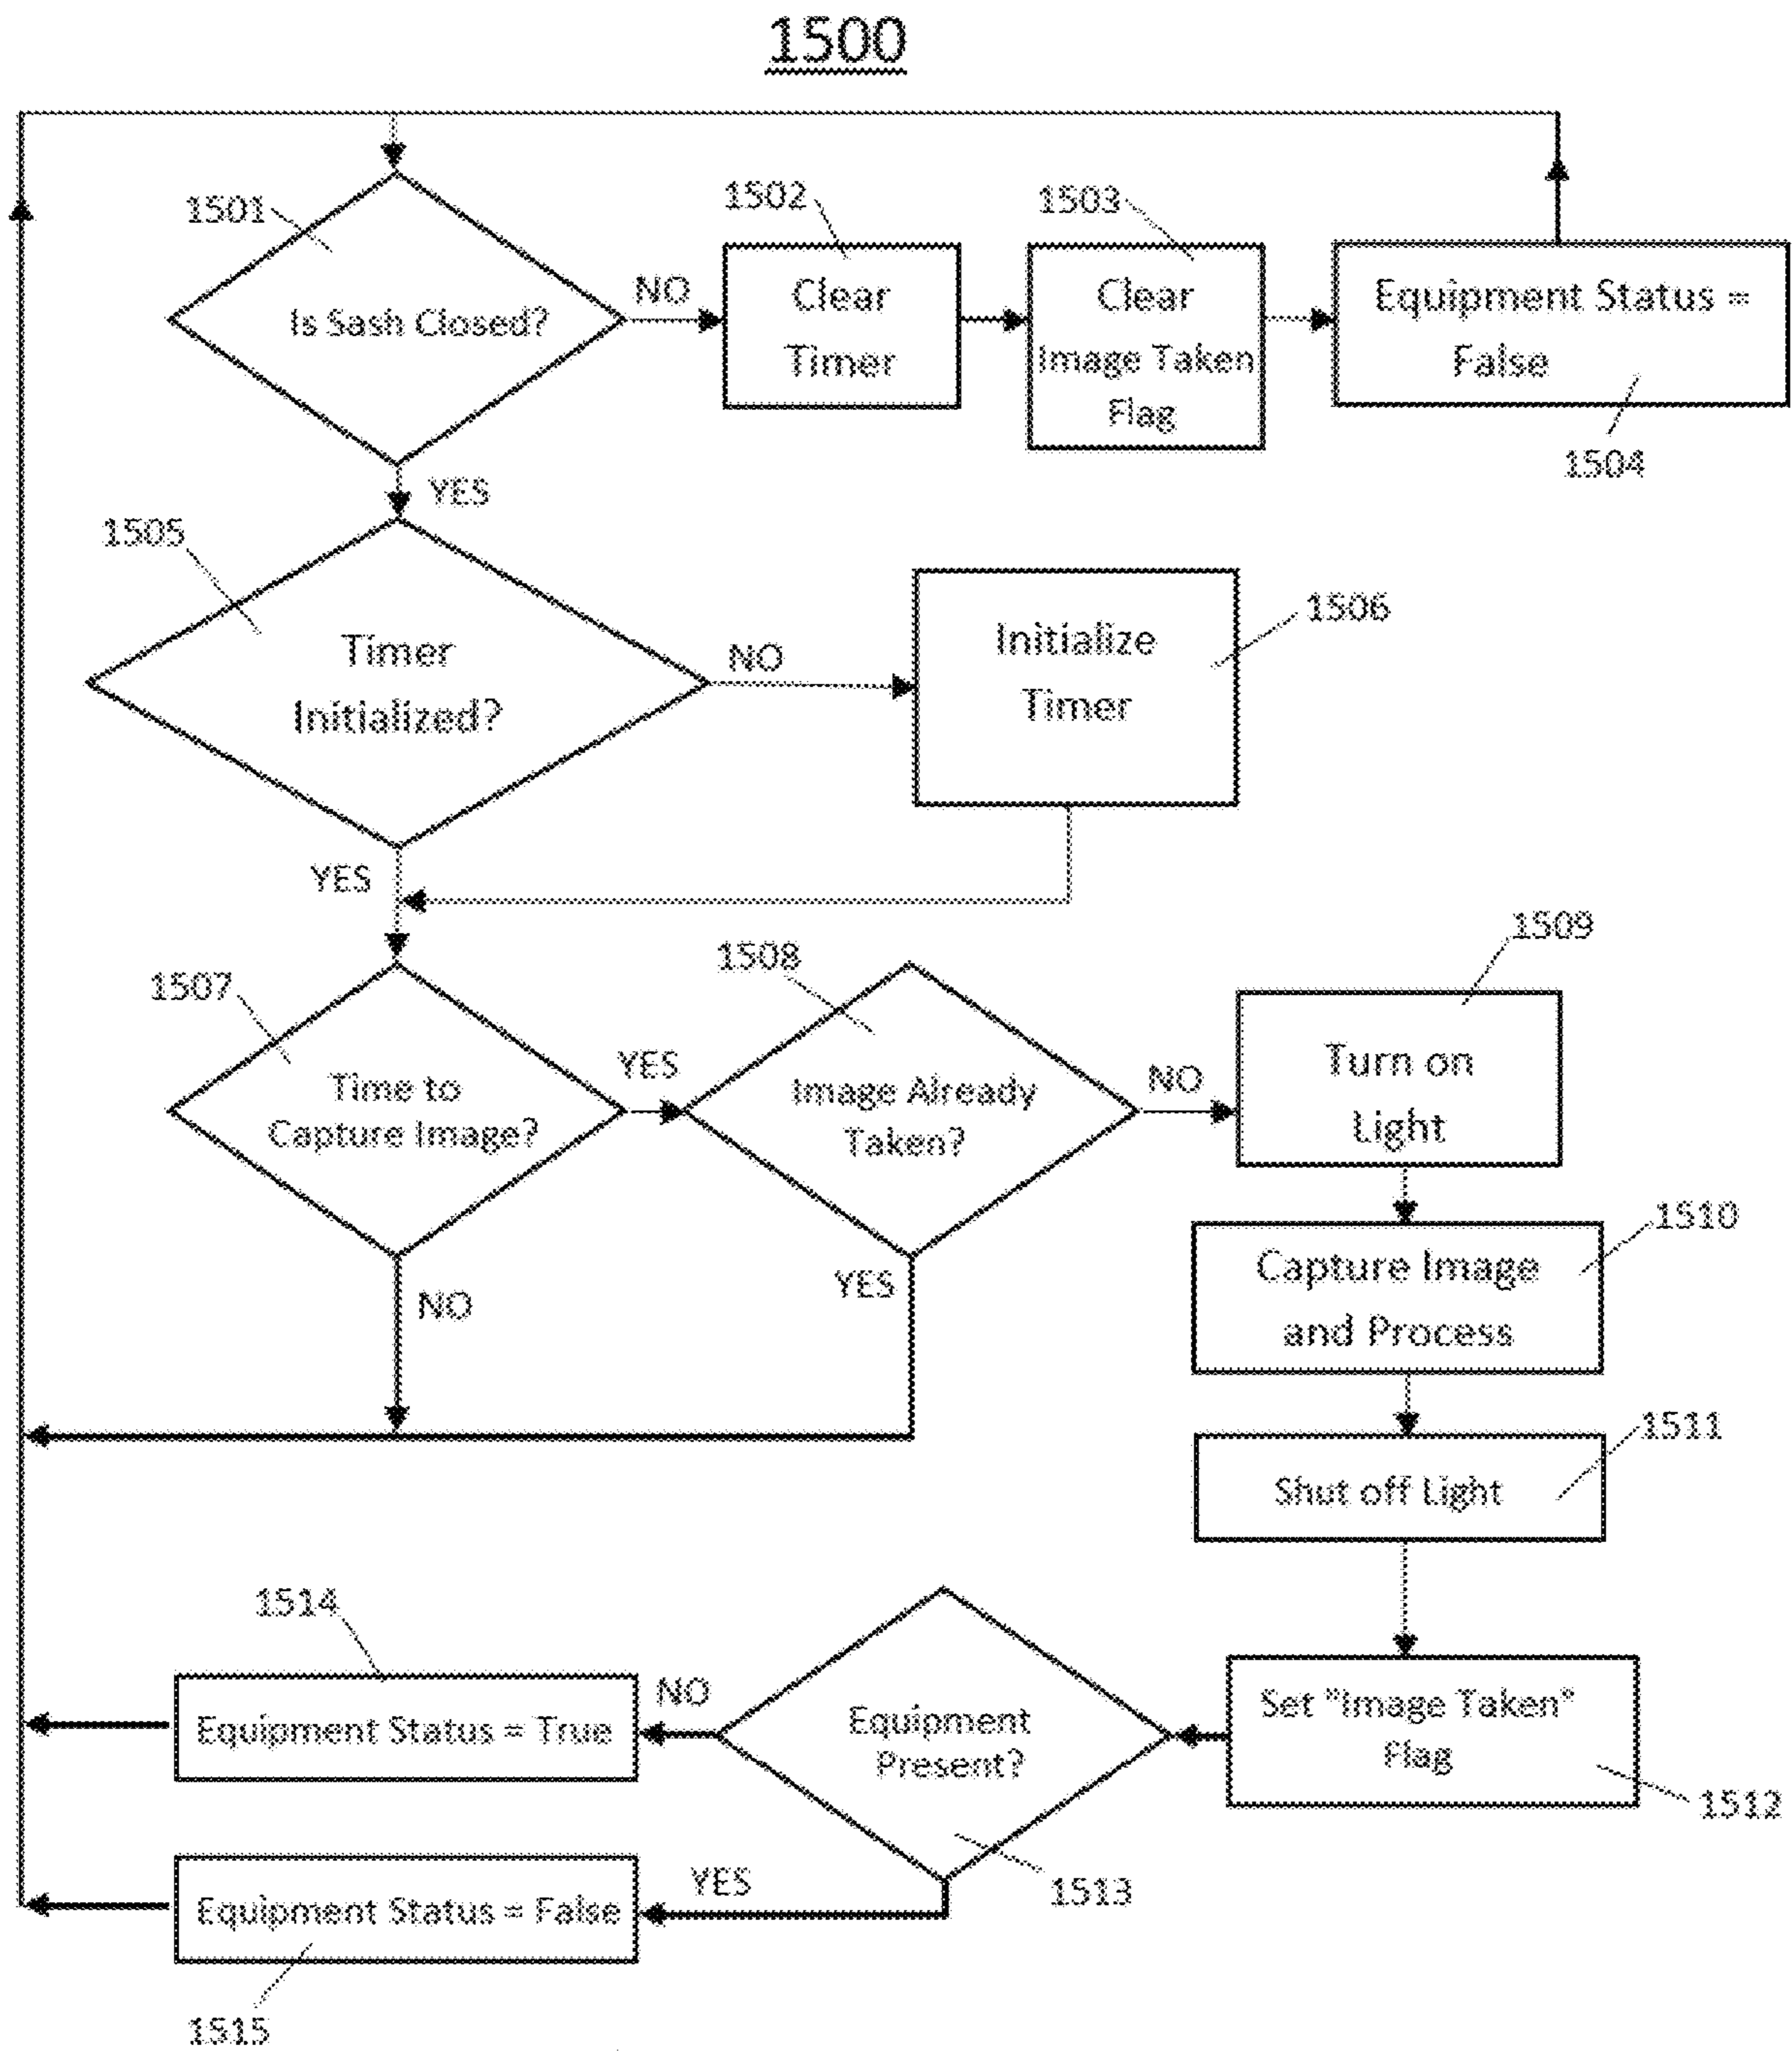 1500
1501
1502
1503
Is Sash Closed?
NO
Clear
Timer
Clear
Image Taken
Flag
Equipment Status =
False
1504
YES
1505
Timer
Initialized?
NO
Initialize
Timer
1506
YES
1507
Time to
Capture Image?
YES
NO
1508
Image Already
Taken?
NO
YES
1509
Turn on
Light
1510
Capture Image
and Process
1511
Shut off Light
Set "Image Taken"
Flag
1512
Equipment
Present?
1513
NO
1514
Equipment Status = True
YES
Equipment Status = False
1515